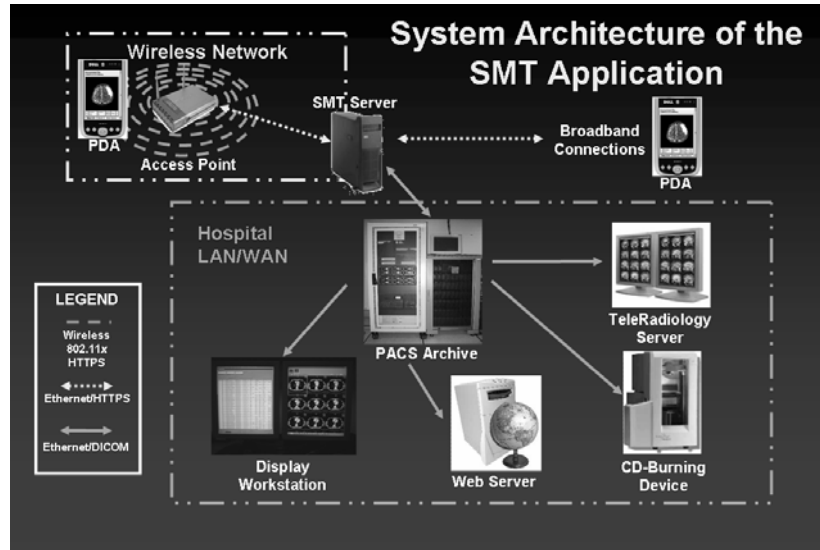 System Architecture of the
SMT Application
Wireless Network
PDA
Access Point
SMT Server
Broadband
Connections
PDA
Hospital
LAN/WAN
PACS Archive
TeleRadiology
Server
Display
Workstation
Web Server
CD-Burning
Device
LEGEND
Wireless
802.11x
HTTPS
Ethernet/HTTPS
Ethernet/DICOM